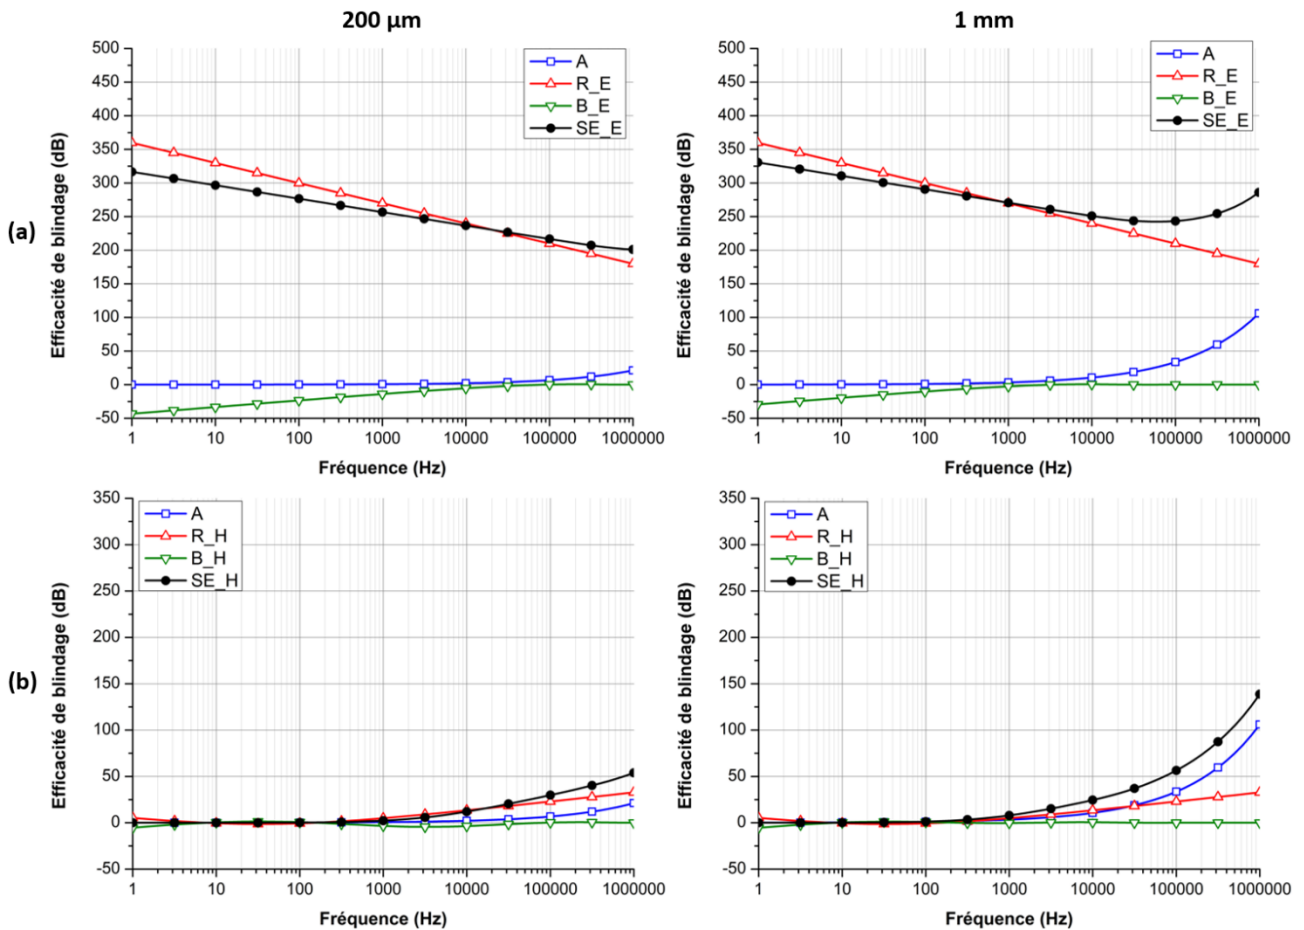 200 µm
1 mm
(a)
Efficacité de blindage (dB)
500
450
400
350
300
250
200
150
100
50
0
-50
A
R_E
B_E
SE_E
1
10
100
1000
10000
100000
1000000
Fréquence (Hz)
Efficacité de blindage (dB)
500
450
400
350
300
250
200
150
100
50
0
-50
A
R_E
B_E
SE_E
1
10
100
1000
10000
100000
1000000
Fréquence (Hz)
(b)
Efficacité de blindage (dB)
350
300
250
200
150
100
50
0
-50
A
R_H
B_H
SE_H
1
10
100
1000
10000
100000
1000000
Fréquence (Hz)
Efficacité de blindage (dB)
350
300
250
200
150
100
50
0
-50
A
R_H
B_H
SE_H
1
10
100
1000
10000
100000
1000000
Fréquence (Hz)